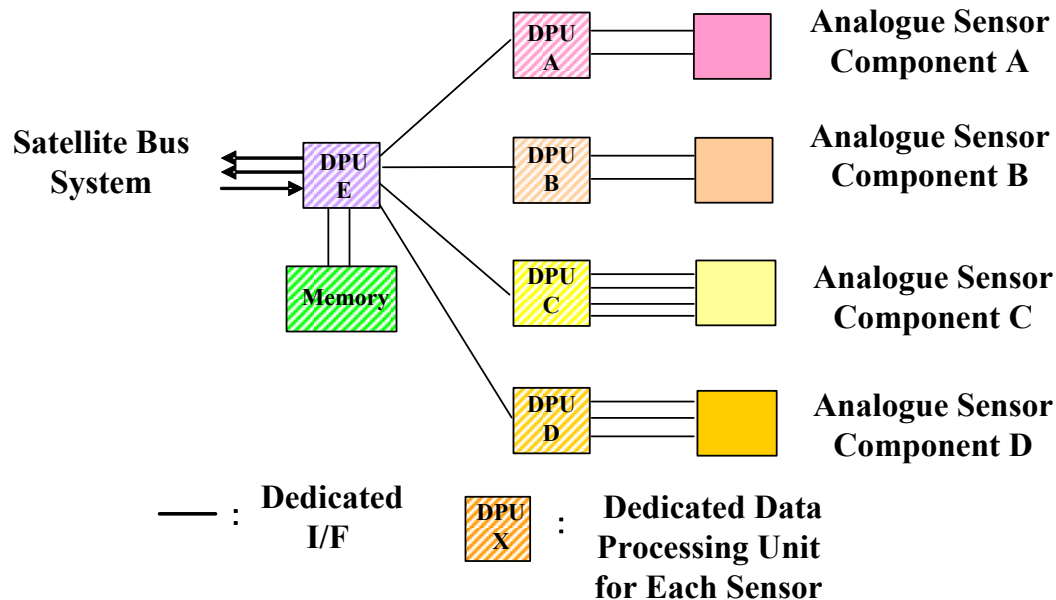 DPU
A
Analogue Sensor
Component A
Satellite Bus
System
DPU
E
DPU
B
Analogue Sensor
Component B
Memory
DPU
C
Analogue Sensor
Component C
DPU
D
Analogue Sensor
Component D
: Dedicated
I/F
DPU
X
: Dedicated Data
Processing Unit
for Each Sensor